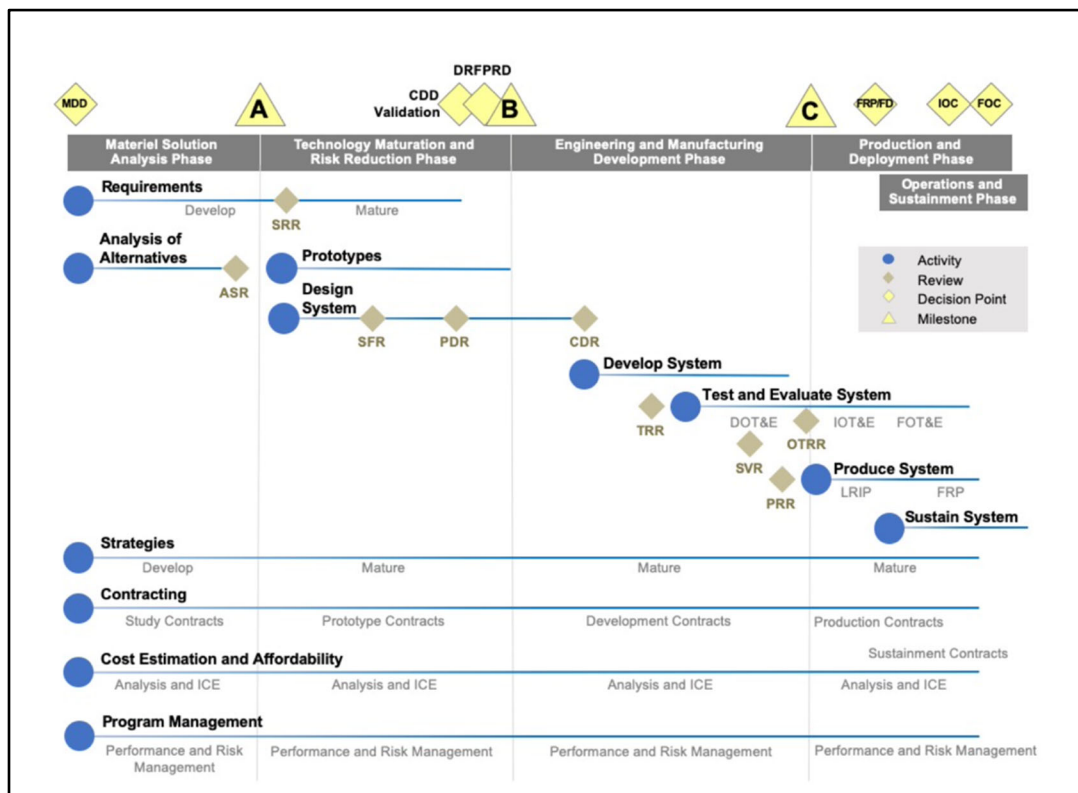 DRFPRD
CDD
Validation
MDD
A
B
C
FRP/FD
IOC
FOC
Materiel Solution
Analysis Phase
Technology Maturation and
Risk Reduction Phase
Engineering and Manufacturing
Development Phase
Production and
Deployment Phase
Operations and
Sustainment Phase
Requirements
Develop
SRR
Mature
Analysis of
Alternatives
ASR
Prototypes
Design
System
SFR
PDR
CDR
Activity
Review
Decision Point
Milestone
Develop System
Test and Evaluate System
TRR
DOT&E
OTRR
IOT&E
FOT&E
SVR
PRR
Produce System
LRIP
FRP
Sustain System
Strategies
Develop
Mature
Mature
Mature
Contracting
Study Contracts
Prototype Contracts
Development Contracts
Production Contracts
Sustainment Contracts
Cost Estimation and Affordability
Analysis and ICE
Analysis and ICE
Analysis and ICE
Analysis and ICE
Program Management
Performance and Risk
Management
Performance and Risk Management
Performance and Risk Management
Performance and Risk Management